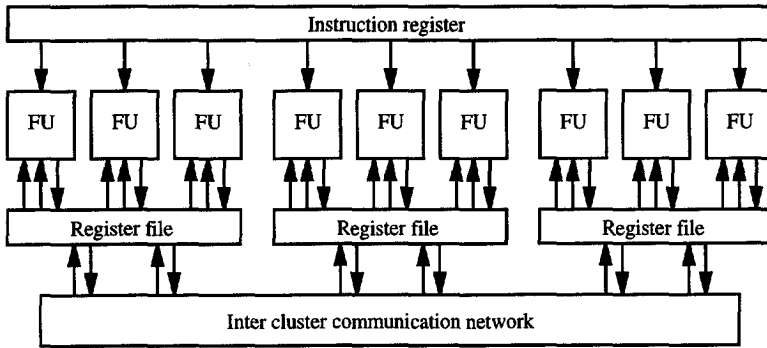 Instruction register
FU FU FU FU FU FU FU FU FU
Register file Register file Register file
Inter cluster communication network